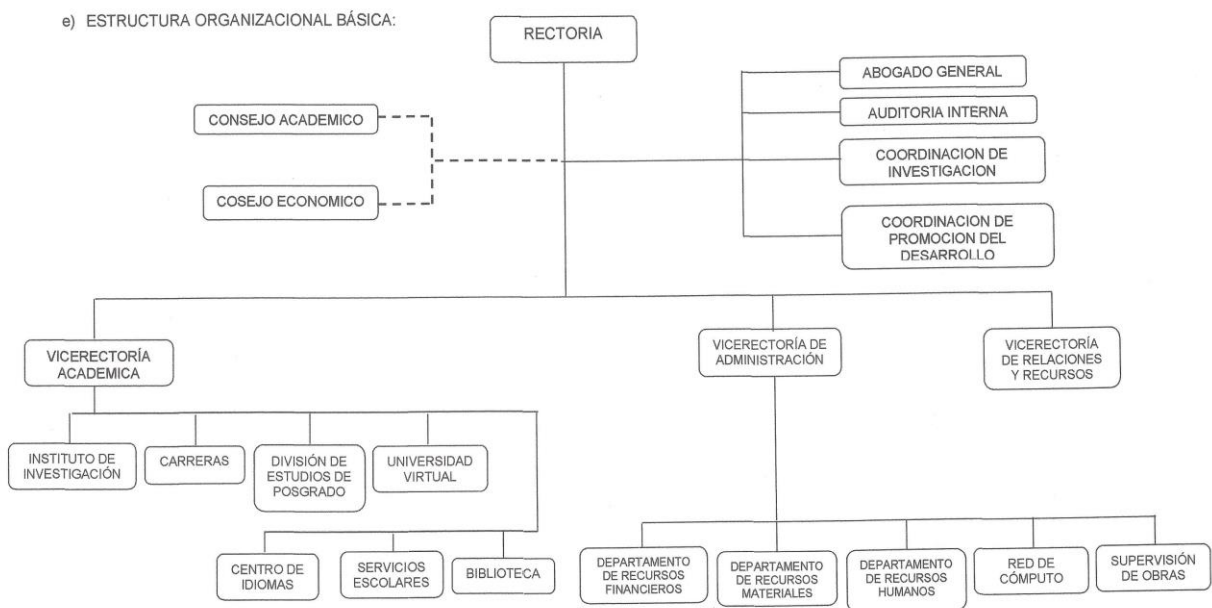 e) ESTRUCTURA ORGANIZACIONAL BÁSICA:
RECTORIA
ABOGADO GENERAL
CONSEJO ACADEMICO
AUDITORIA INTERNA
COORDINACION DE
INVESTIGACION
COSEJO ECONOMICO
COORDINACION DE
PROMOCION DEL
DESARROLLO
VICERECTORÍA
ACADEMICA
VICERECTORÍA DE
ADMINISTRACIÓN
VICERECTORÍA
DE RELACIONES
Y RECURSOS
INSTITUTO DE
INVESTIGACIÓN
CARRERAS
DIVISIÓN DE
ESTUDIOS DE
POSGRADO
UNIVERSIDAD
VIRTUAL
CENTRO DE
IDIOMAS
SERVICIOS
ESCOLARES
BIBLIOTECA
DEPARTAMENTO
DE RECURSOS
FINANCIEROS
DEPARTAMENTO
DE RECURSOS
MATERIALES
DEPARTAMENTO
DE RECURSOS
HUMANOS
RED DE
CÓMPUTO
SUPERVISIÓN
DE OBRAS